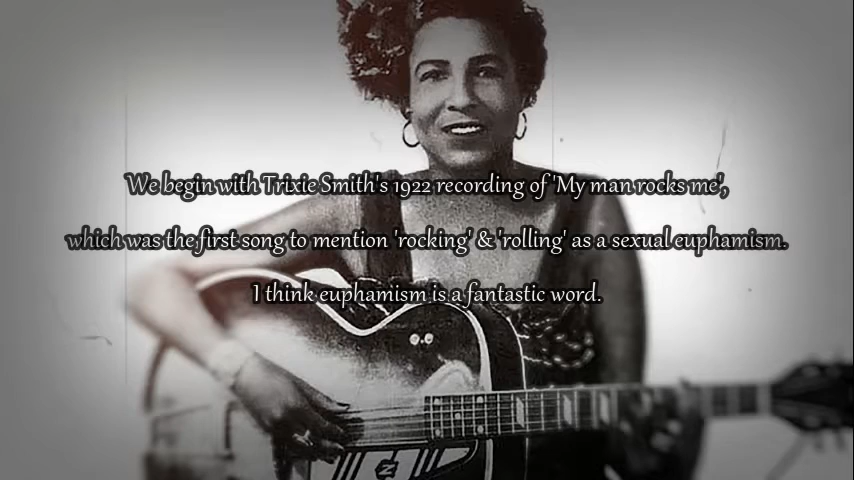 We begin with Trixie Smith's 1922 recording of 'My man rocks me',
which was the first song to mention 'rocking' & 'rolling' as a sexual euphamism.
I think euphamism is a fantastic word.